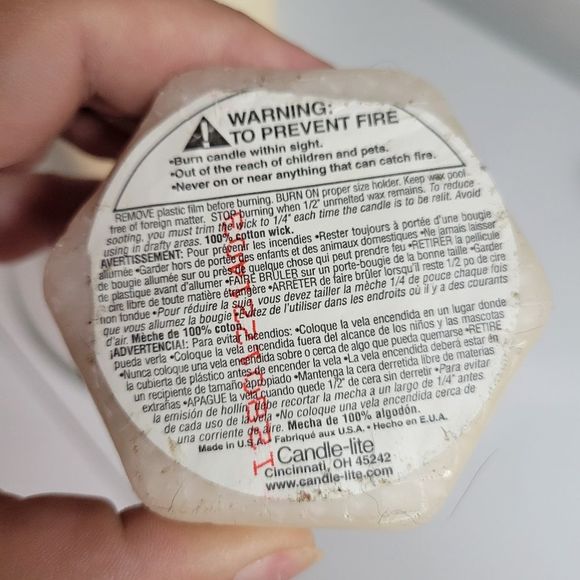 WARNING:
TO PREVENT FIRE
•Burn candle within sight.
•Out of the reach of children and pets.
•Never on or near anything that can catch fire.
REMOVE plastic film before burning. BURN ON proper size holder. Keep wax pool
free of foreign matter. STOP burning when 1/2" unmelted wax remains. To reduce
sooting, you must trim the wick to 1/4" each time the candle is to be relit. Avoid
using in drafty areas. 100% cotton wick.
AVERTISSEMENT: Pour prévenir les incendies •Rester toujours à portée d'une bougie
allumée •Garder hors de portée des enfants et des animaux domestiques •Ne jamais laisser
de bougie allumée sur ou près de quelque chose qui peut prendre feu •RETIRER la pellicule
de plastique avant d'allumer •FAIRE BRÛLER sur un porte-bougie de la bonne taille •Garder
la cire libre de toute matière étrangère •ARRÊTER de faire brûler lorsqu'il reste 1/2 po de cire
non fondue •Pour réduire la suie, vous devez tailler la mèche à 1/4 de pouce chaque fois
que vous allumez la bougie •Évitez de l'utiliser dans les endroits où il y a des courants
d'air. Mèche de 100% coton.
¡ADVERTENCIA!: Para evitar incendios: •Coloque la vela encendida en un lugar donde
pueda verla •Coloque la vela encendida fuera del alcance de los niños y las mascotas
•Nunca coloque una vela encendida sobre o cerca de algo que pueda quemarse •RETIRE
la cubierta de plástico antes de encender la vela •La vela encendida deberá estar en
un recipiente de tamaño propiado •Mantenga la cera derretida libre de materias
extrañas •APAGUE la vela cuando quede 1/2" de cera sin derretir •Para evitar
la emisión de hollín debe recortar la mecha a un largo de 1/4" antes
de cada uso de la vela •No coloque una vela encendida cerca de
una corriente de aire. Mecha de 100% algodón.
Made in U.S.A. • Fabriqué aux U.S.A. • Hecho en E.U.A.
Candle-lite
Cincinnati, OH 45242
www.candle-lite.com